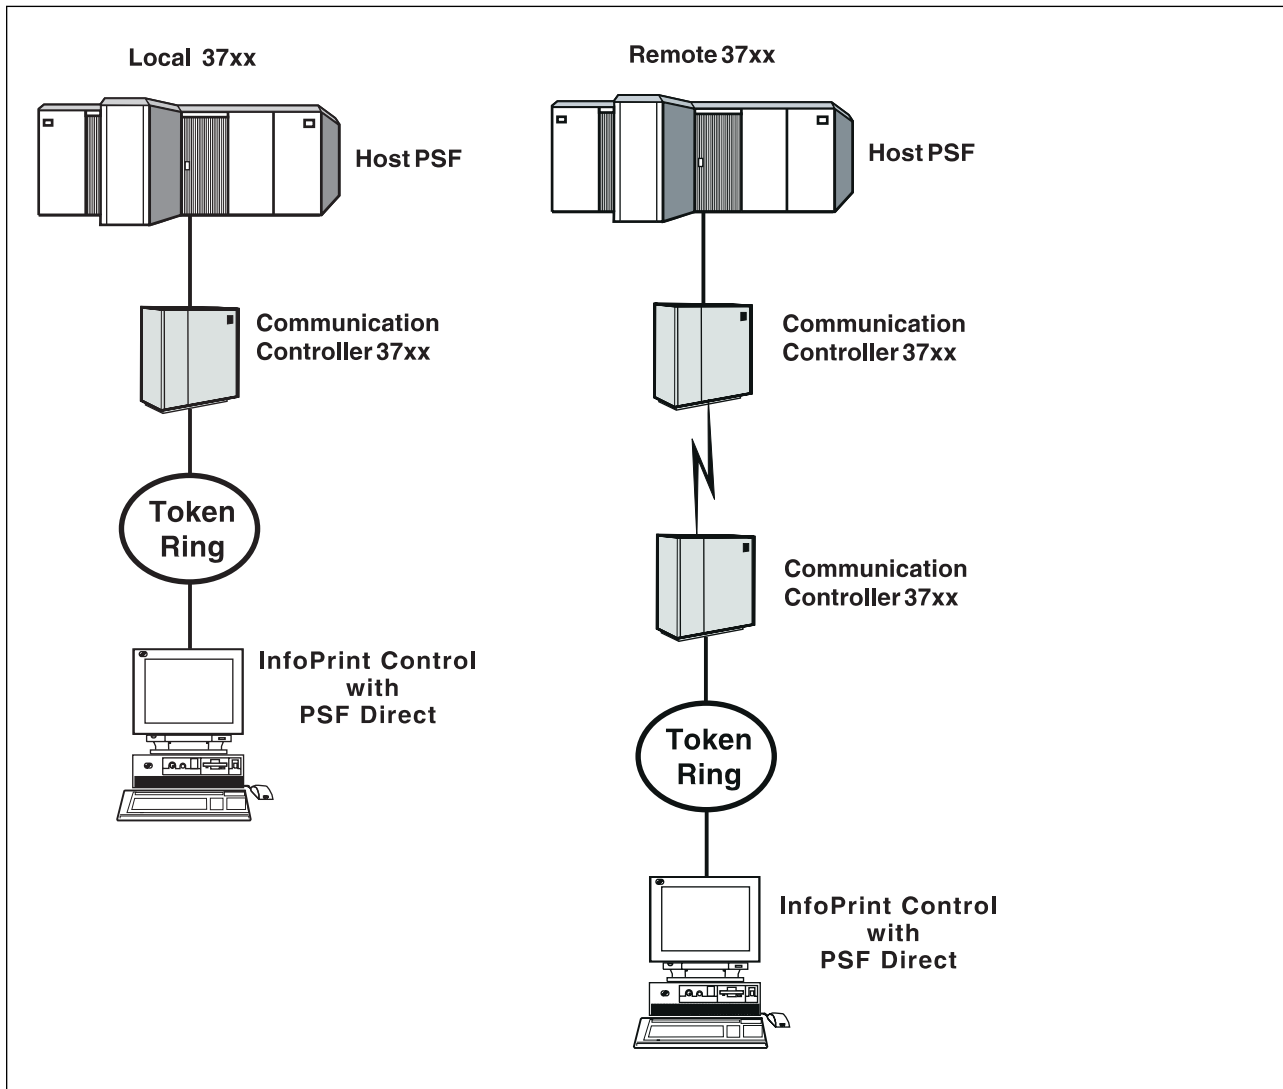 Local 37xx
Host PSF
Communication
Controller 37xx
Token
Ring
InfoPrint Control
with
PSF Direct
Remote 37xx
Host PSF
Communication
Controller 37xx
Communication
Controller 37xx
Token
Ring
InfoPrint Control
with
PSF Direct